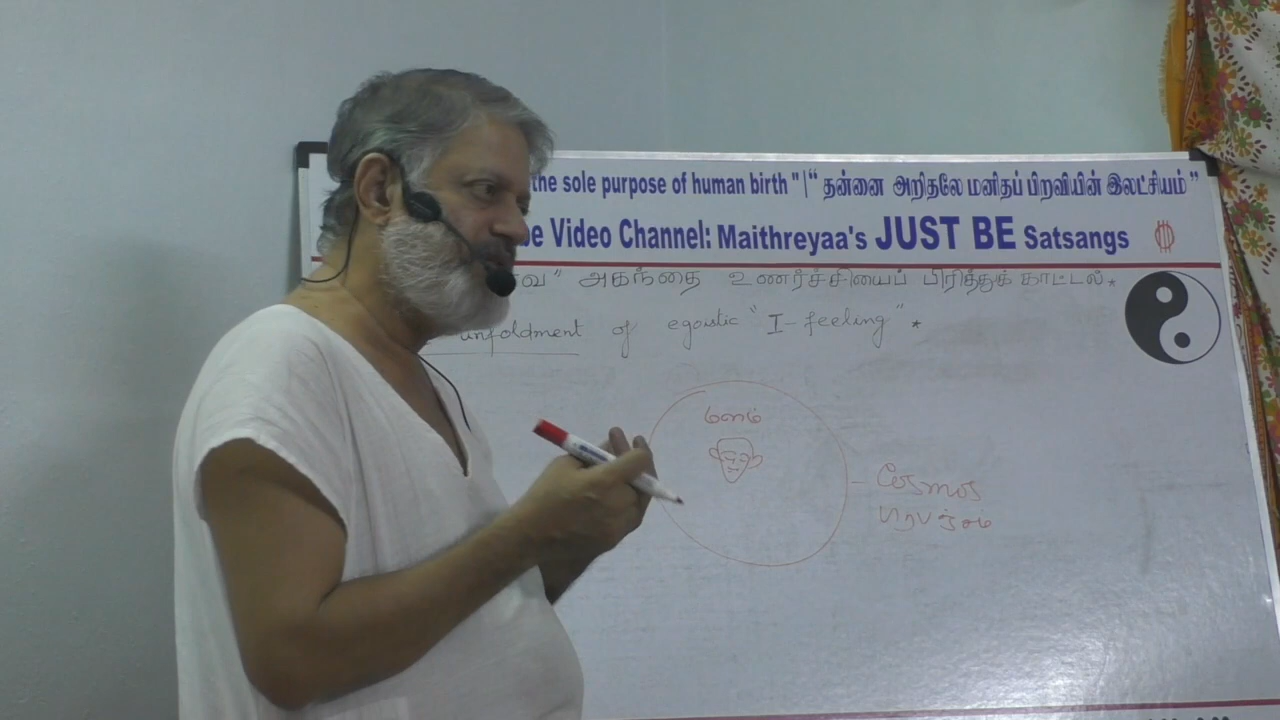 the sole purpose of human birth " | “ தன்னை அறிதலே மனிதப் பிறவியின் இலட்சியம் ”
be Video Channel: Maithreyaa's JUST BE Satsangs
வ" அகந்தை உணர்ச்சியைப் பிரித்துக் காட்டல் *
unfoldment of egoistic "I-feeling" *
மனம்
Cosmos
பிரபஞ்சம்